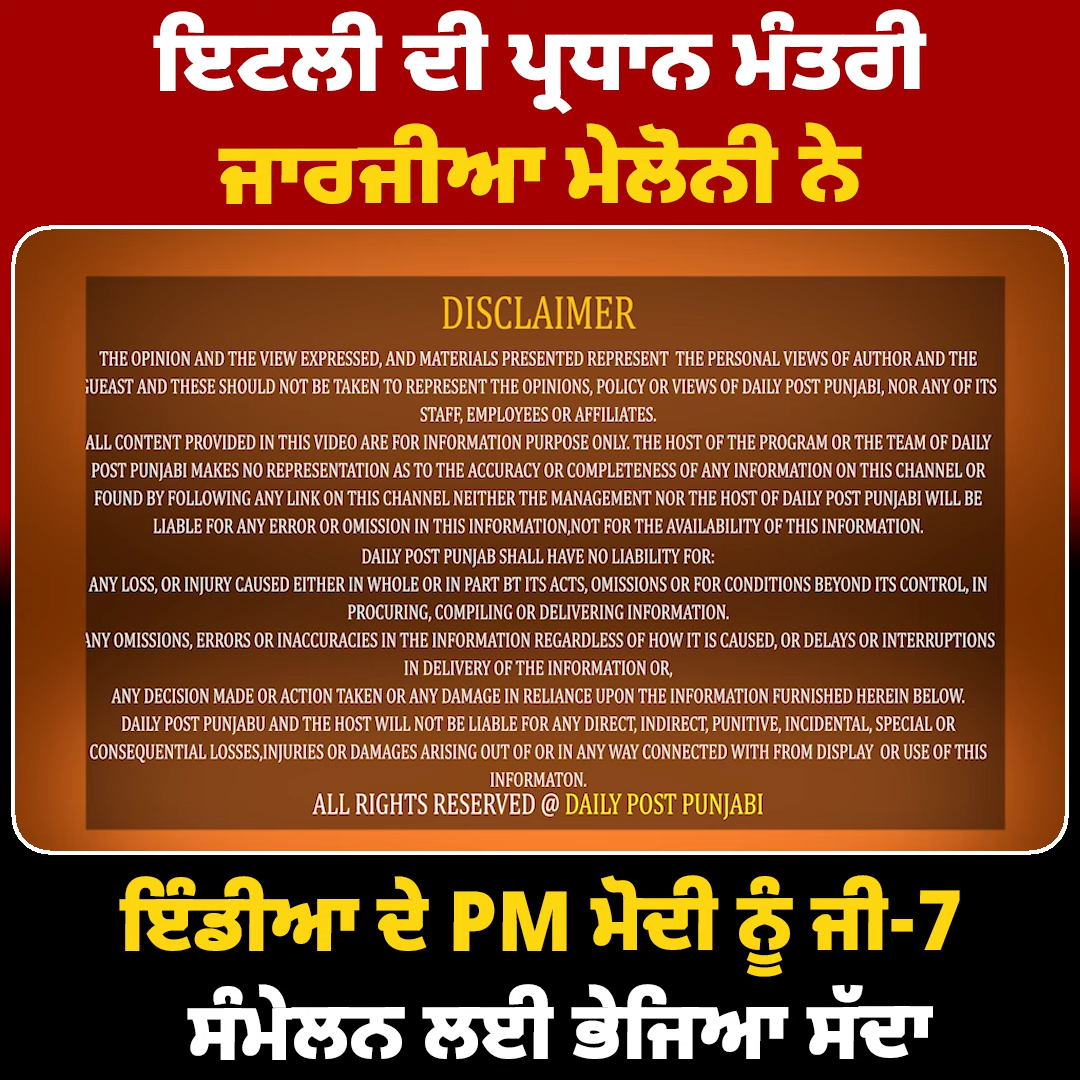 ਇਟਲੀ ਦੀ ਪ੍ਰਧਾਨ ਮੰਤਰੀ
ਜਾਰਜੀਆ ਮੇਲੋਨੀ ਨੇ
DISCLAIMER
THE OPINION AND THE VIEW EXPRESSED, AND MATERIALS PRESENTED REPRESENT THE PERSONAL VIEWS OF AUTHOR AND THE
GUEAST AND THESE SHOULD NOT BE TAKEN TO REPRESENT THE OPINIONS, POLICY OR VIEWS OF DAILY POST PUNJABI, NOR ANY OF ITS
STAFF, EMPLOYEES OR AFFILIATES.
ALL CONTENT PROVIDED IN THIS VIDEO ARE FOR INFORMATION PURPOSE ONLY. THE HOST OF THE PROGRAM OR THE TEAM OF DAILY
POST PUNJABI MAKES NO REPRESENTATION AS TO THE ACCURACY OR COMPLETENESS OF ANY INFORMATION ON THIS CHANNEL OR
FOUND BY FOLLOWING ANY LINK ON THIS CHANNEL NEITHER THE MANAGEMENT NOR THE HOST OF DAILY POST PUNJABI WILL BE
LIABLE FOR ANY ERROR OR OMISSION IN THIS INFORMATION,NOT FOR THE AVAILABILITY OF THIS INFORMATION.
DAILY POST PUNJAB SHALL HAVE NO LIABILITY FOR:
ANY LOSS, OR INJURY CAUSED EITHER IN WHOLE OR IN PART BT ITS ACTS, OMISSIONS OR FOR CONDITIONS BEYOND ITS CONTROL, IN
PROCURING, COMPILING OR DELIVERING INFORMATION.
ANY OMISSIONS, ERRORS OR INACCURACIES IN THE INFORMATION REGARDLESS OF HOW IT IS CAUSED, OR DELAYS OR INTERRUPTIONS
IN DELIVERY OF THE INFORMATION OR,
ANY DECISION MADE OR ACTION TAKEN OR ANY DAMAGE IN RELIANCE UPON THE INFORMATION FURNISHED HEREIN BELOW.
DAILY POST PUNJABU AND THE HOST WILL NOT BE LIABLE FOR ANY DIRECT, INDIRECT, PUNITIVE, INCIDENTAL, SPECIAL OR
CONSEQUENTIAL LOSSES,INJURIES OR DAMAGES ARISING OUT OF OR IN ANY WAY CONNECTED WITH FROM DISPLAY OR USE OF THIS
INFORMATON.
ALL RIGHTS RESERVED @ DAILY POST PUNJABI
ਇੰਡੀਆ ਦੇ PM ਮੋਦੀ ਨੂੰ ਜੀ-7
ਸੰਮੇਲਨ ਲਈ ਭੇਜਿਆ ਸੱਦਾ